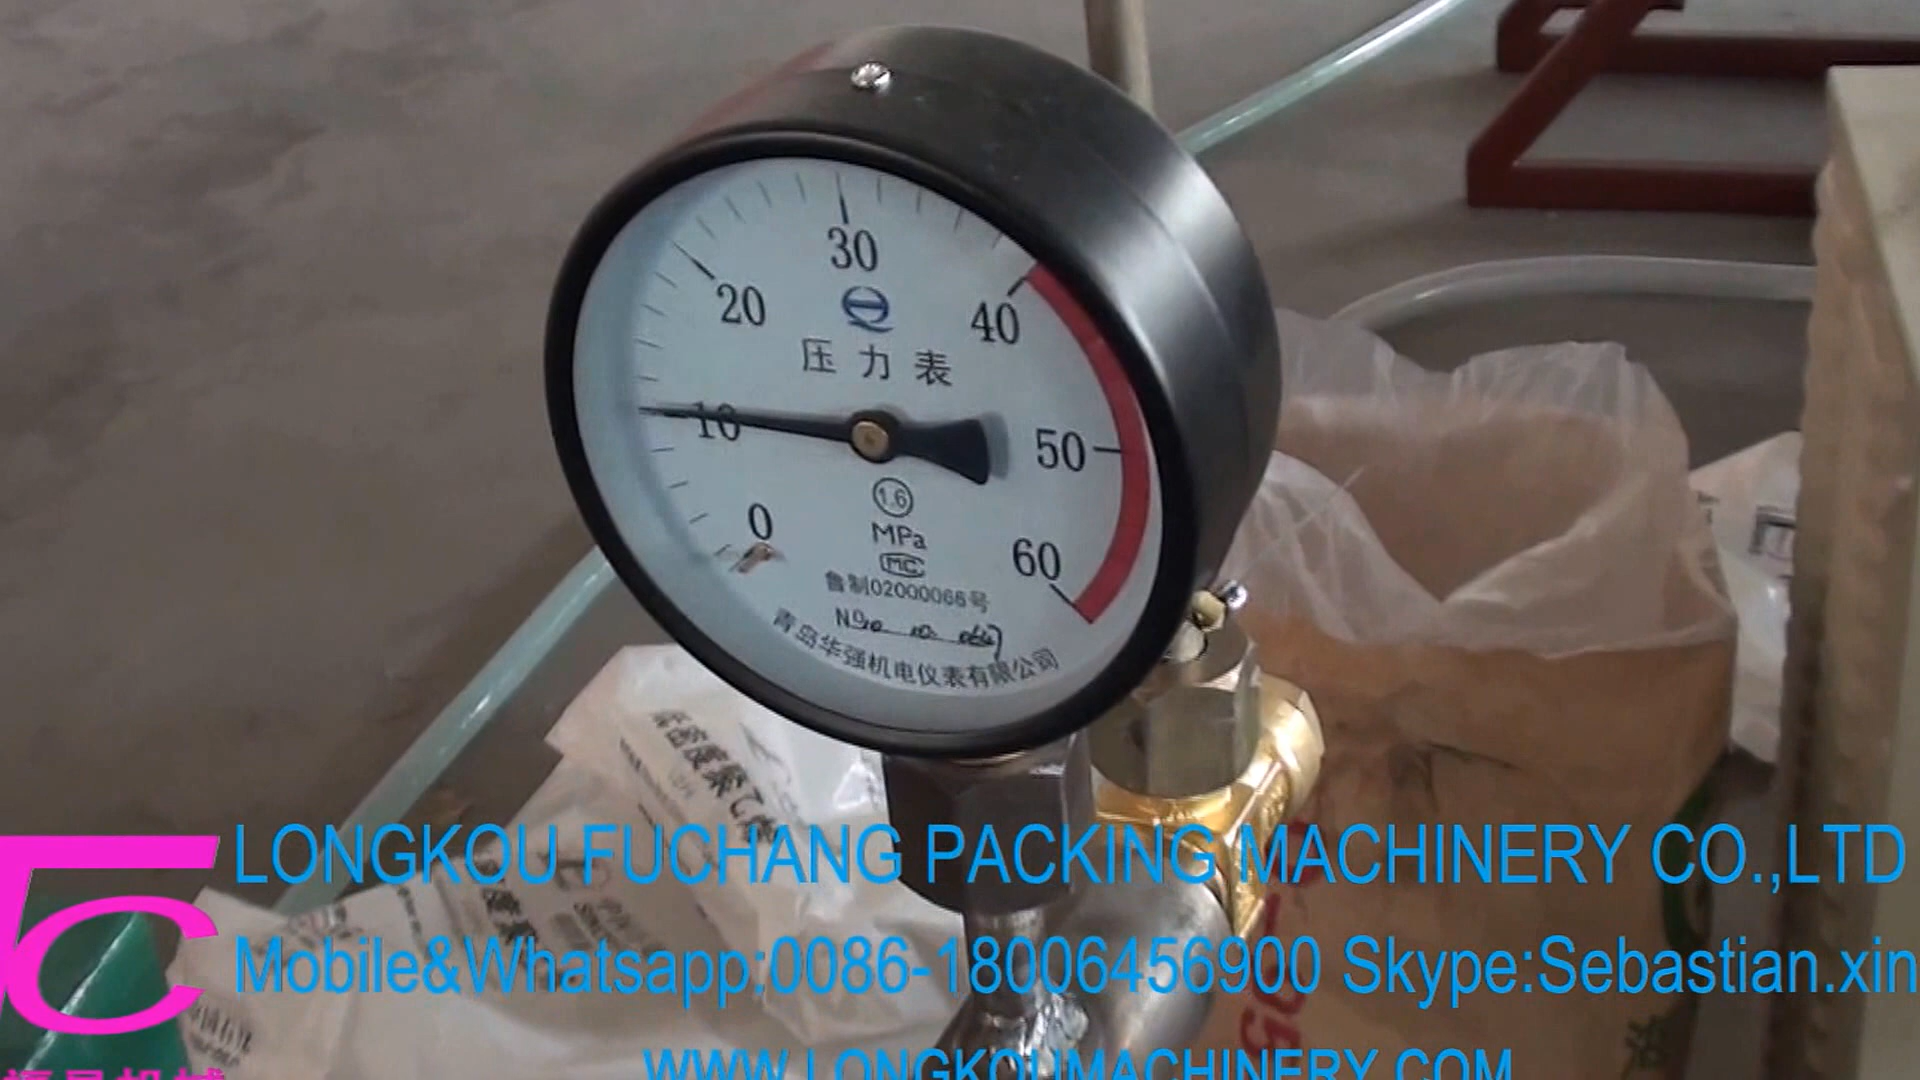 30
20
40
压力表
10
50
1.6
0
MPa
60
MC
鲁制02000066号
No
青岛华强机电仪表有限公司
LONGKOU FUCHANG PACKING MACHINERY CO.,LTD
Mobile&Whatsapp:0086-18006456900 Skype:Sebastian.xin
WWW.LONGKOUMACHINERY.COM